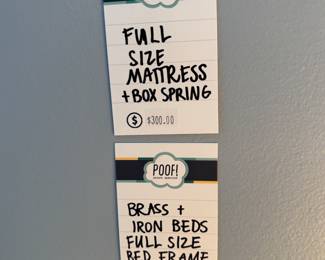 FULL
SIZE
MATTRESS
+ BOX SPRING
$ $300.00
POOF!
BRASS +
IRON BEDS
FULL SIZE
BED FRAME